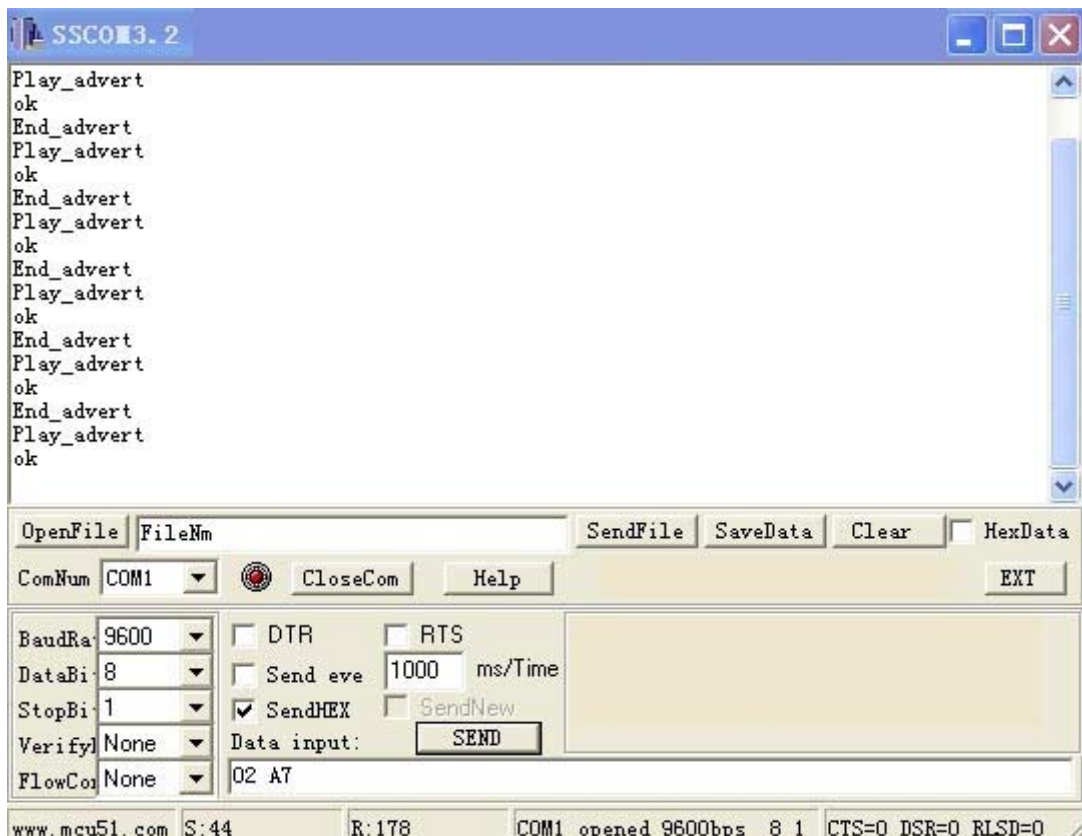 SSCOM3.2
Play_advert
ok
End_advert
Play_advert
ok
End_advert
Play_advert
ok
End_advert
Play_advert
ok
End_advert
Play_advert
ok
End_advert
Play_advert
ok
OpenFile FileNm SendFile SaveData Clear HexData
ComNum COM1 CloseCom Help EXT
BaudRa 9600 DTR RTS
DataBi 8 Send eve 1000 ms/Time
StopBi 1 SendHEX SendNew
Verify None Data input: SEND
FlowCo None 02 A7
www.mcu51.com S:44 R:178 COM1 opened 9600bps 8 1 CTS=0 DSR=0 RLSD=0